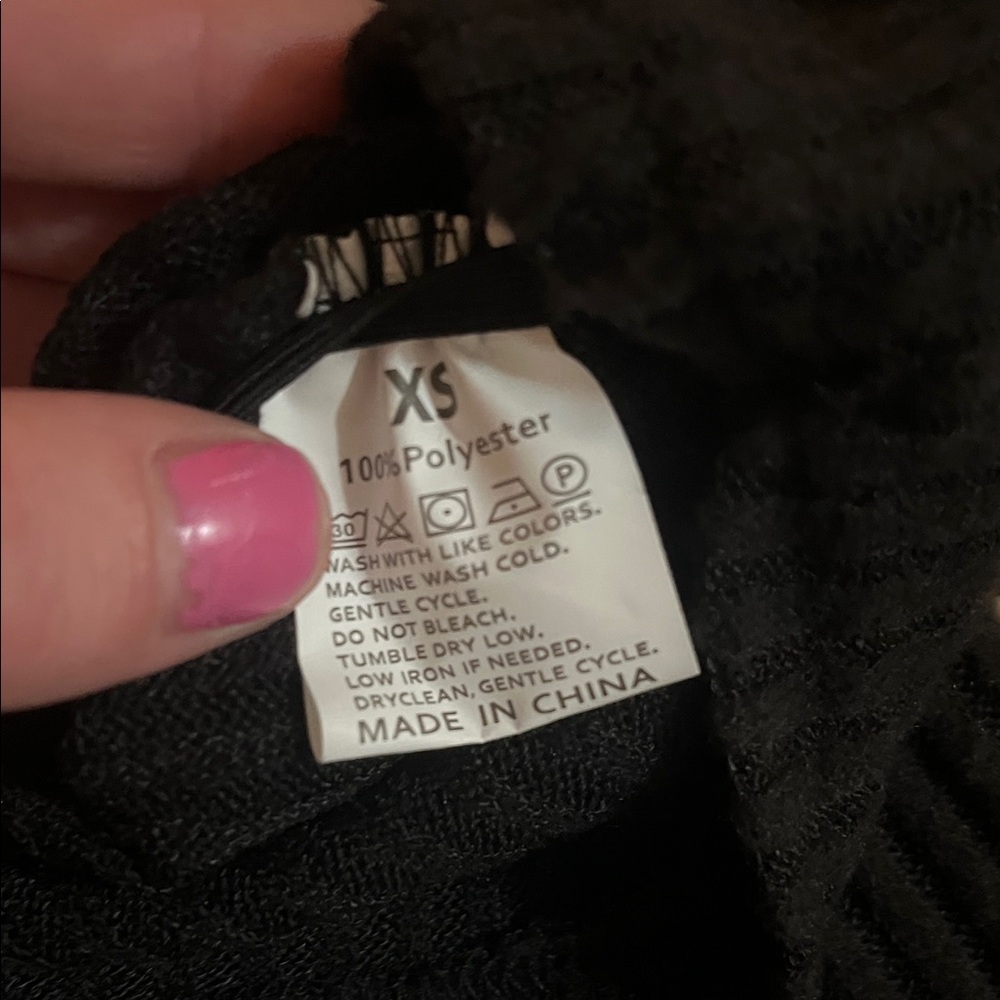 XS
100% Polyester
30 P
WASH WITH LIKE COLORS.
MACHINE WASH COLD.
GENTLE CYCLE.
DO NOT BLEACH.
TUMBLE DRY LOW.
LOW IRON IF NEEDED.
DRYCLEAN, GENTLE CYCLE.
MADE IN CHINA